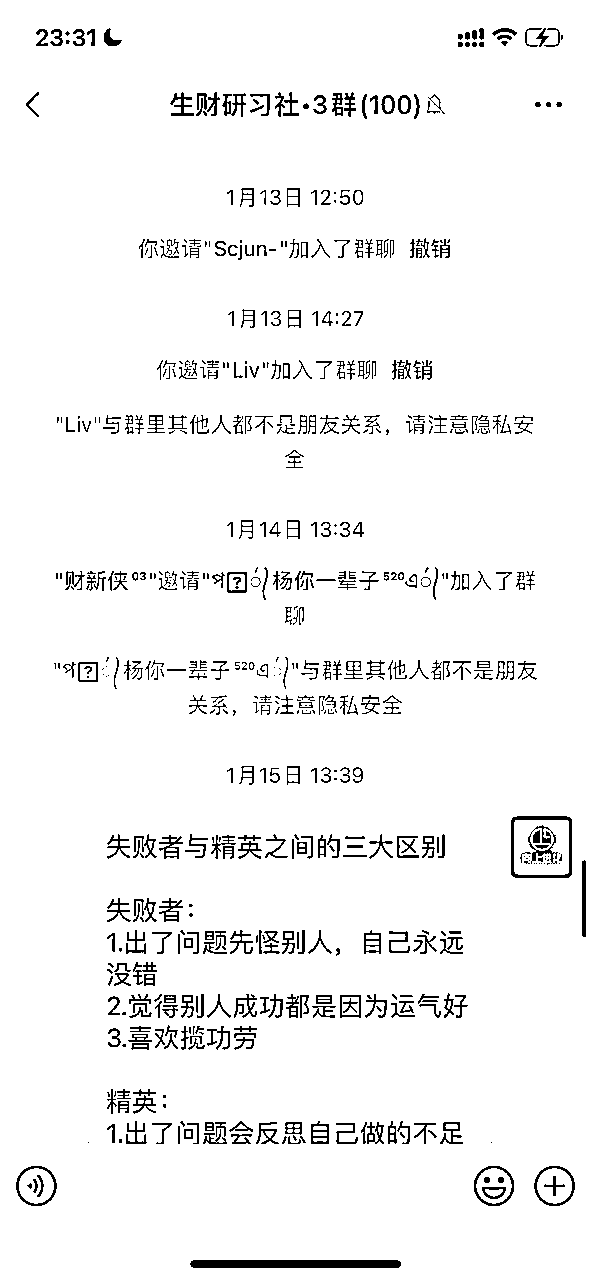 23:31
生财研习社•3群(100)
1月13日 12:50
你邀请"Scjun-"加入了群聊 撤销
1月13日 14:27
你邀请"Liv"加入了群聊 撤销
"Liv"与群里其他人都不是朋友关系，请注意隐私安
全
1月14日 13:34
"财新侠⁰³"邀请"杨你一辈子⁵²⁰"加入了群
聊
"杨你一辈子⁵²⁰"与群里其他人都不是朋友
关系，请注意隐私安全
1月15日 13:39
失败者与精英之间的三大区别
失败者：
1.出了问题先怪别人，自己永远
没错
2.觉得别人成功都是因为运气好
3.喜欢揽功劳
精英：
1.出了问题会反思自己做的不足